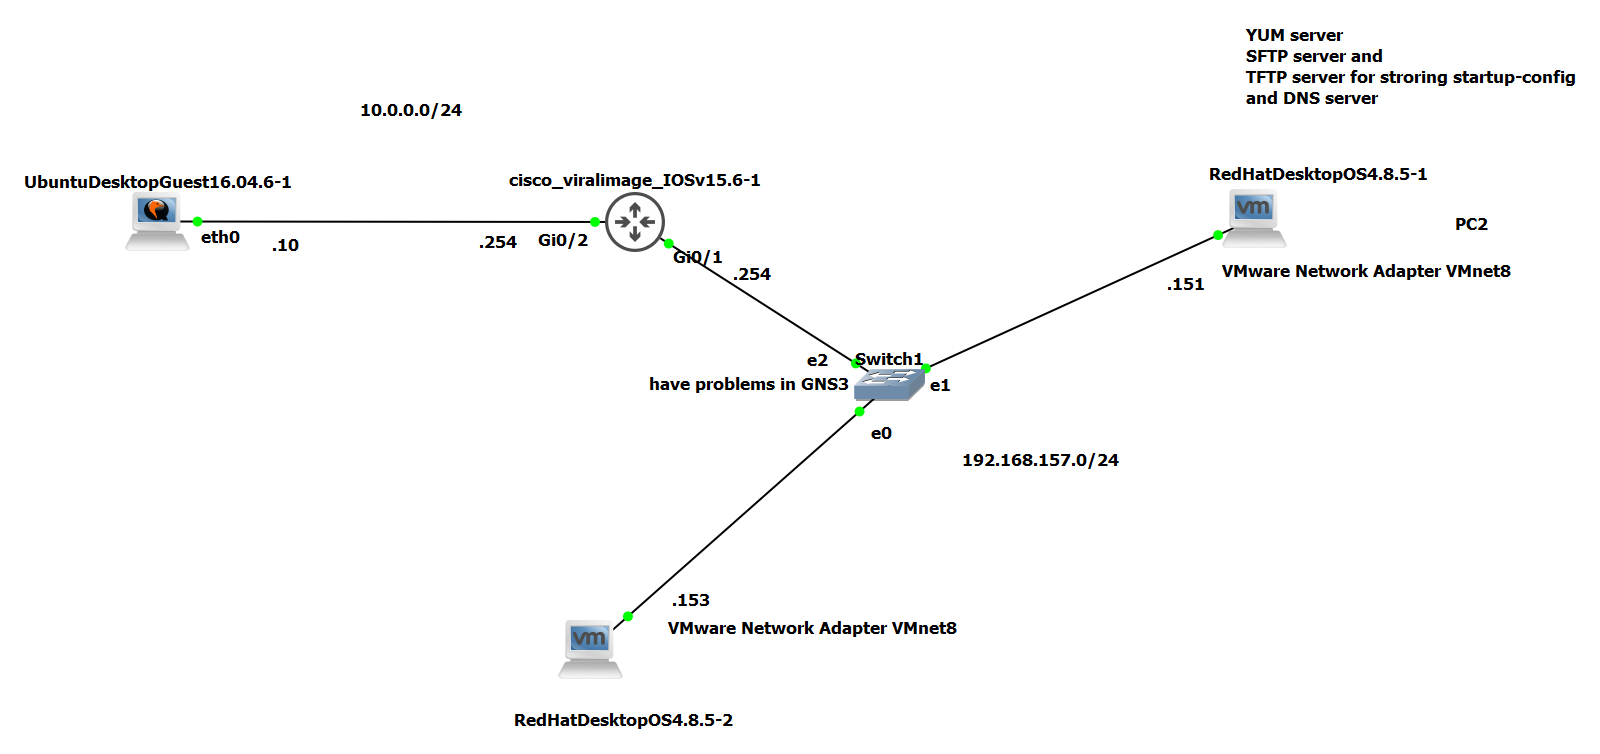 YUM server
SFTP server and
TFTP server for stroring startup-config
and DNS server
10.0.0.0/24
UbuntuDesktopGuest16.04.6-1
cisco_viralimage_IOSv15.6-1
RedHatDesktopOS4.8.5-1
vm
PC2
eth0
.10
.254
Gi0/2
Gi0/1
.254
VMware Network Adapter VMnet8
.151
e2
Switch1
have problems in GNS3
e1
e0
192.168.157.0/24
.153
VMware Network Adapter VMnet8
vm
RedHatDesktopOS4.8.5-2